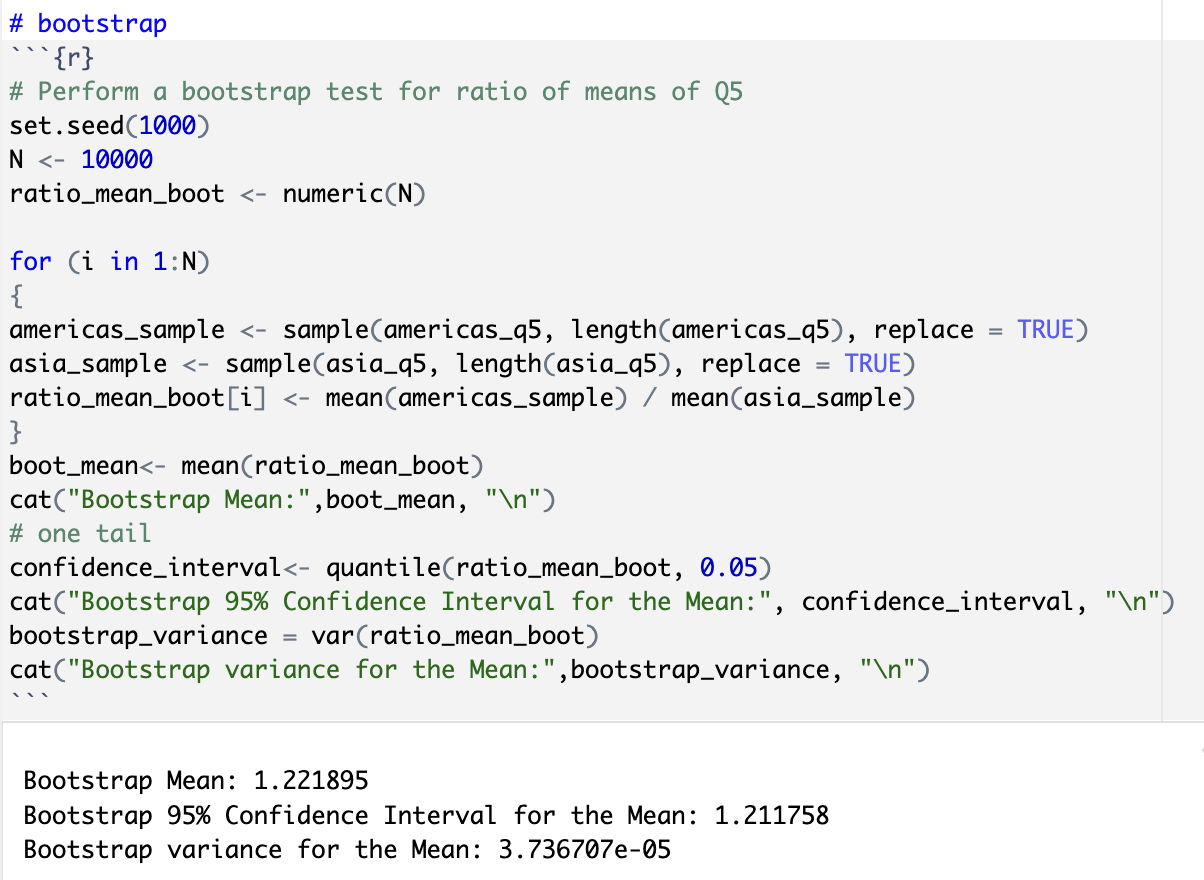 # bootstrap
```{r}
# Perform a bootstrap test for ratio of means of Q5
set.seed(1000)
N <- 10000
ratio_mean_boot <- numeric(N)
for (i in 1:N)
{
americas_sample <- sample(americas_q5, length(americas_q5), replace = TRUE)
asia_sample <- sample(asia_q5, length(asia_q5), replace = TRUE)
ratio_mean_boot[i] <- mean(americas_sample) / mean(asia_sample)
}
boot_mean<- mean(ratio_mean_boot)
cat("Bootstrap Mean:",boot_mean, "\n")
# one tail
confidence_interval<- quantile(ratio_mean_boot, 0.05)
cat("Bootstrap 95% Confidence Interval for the Mean:", confidence_interval, "\n")
bootstrap_variance = var(ratio_mean_boot)
cat("Bootstrap variance for the Mean:",bootstrap_variance, "\n")
```
Bootstrap Mean: 1.221895
Bootstrap 95% Confidence Interval for the Mean: 1.211758
Bootstrap variance for the Mean: 3.736707e-05